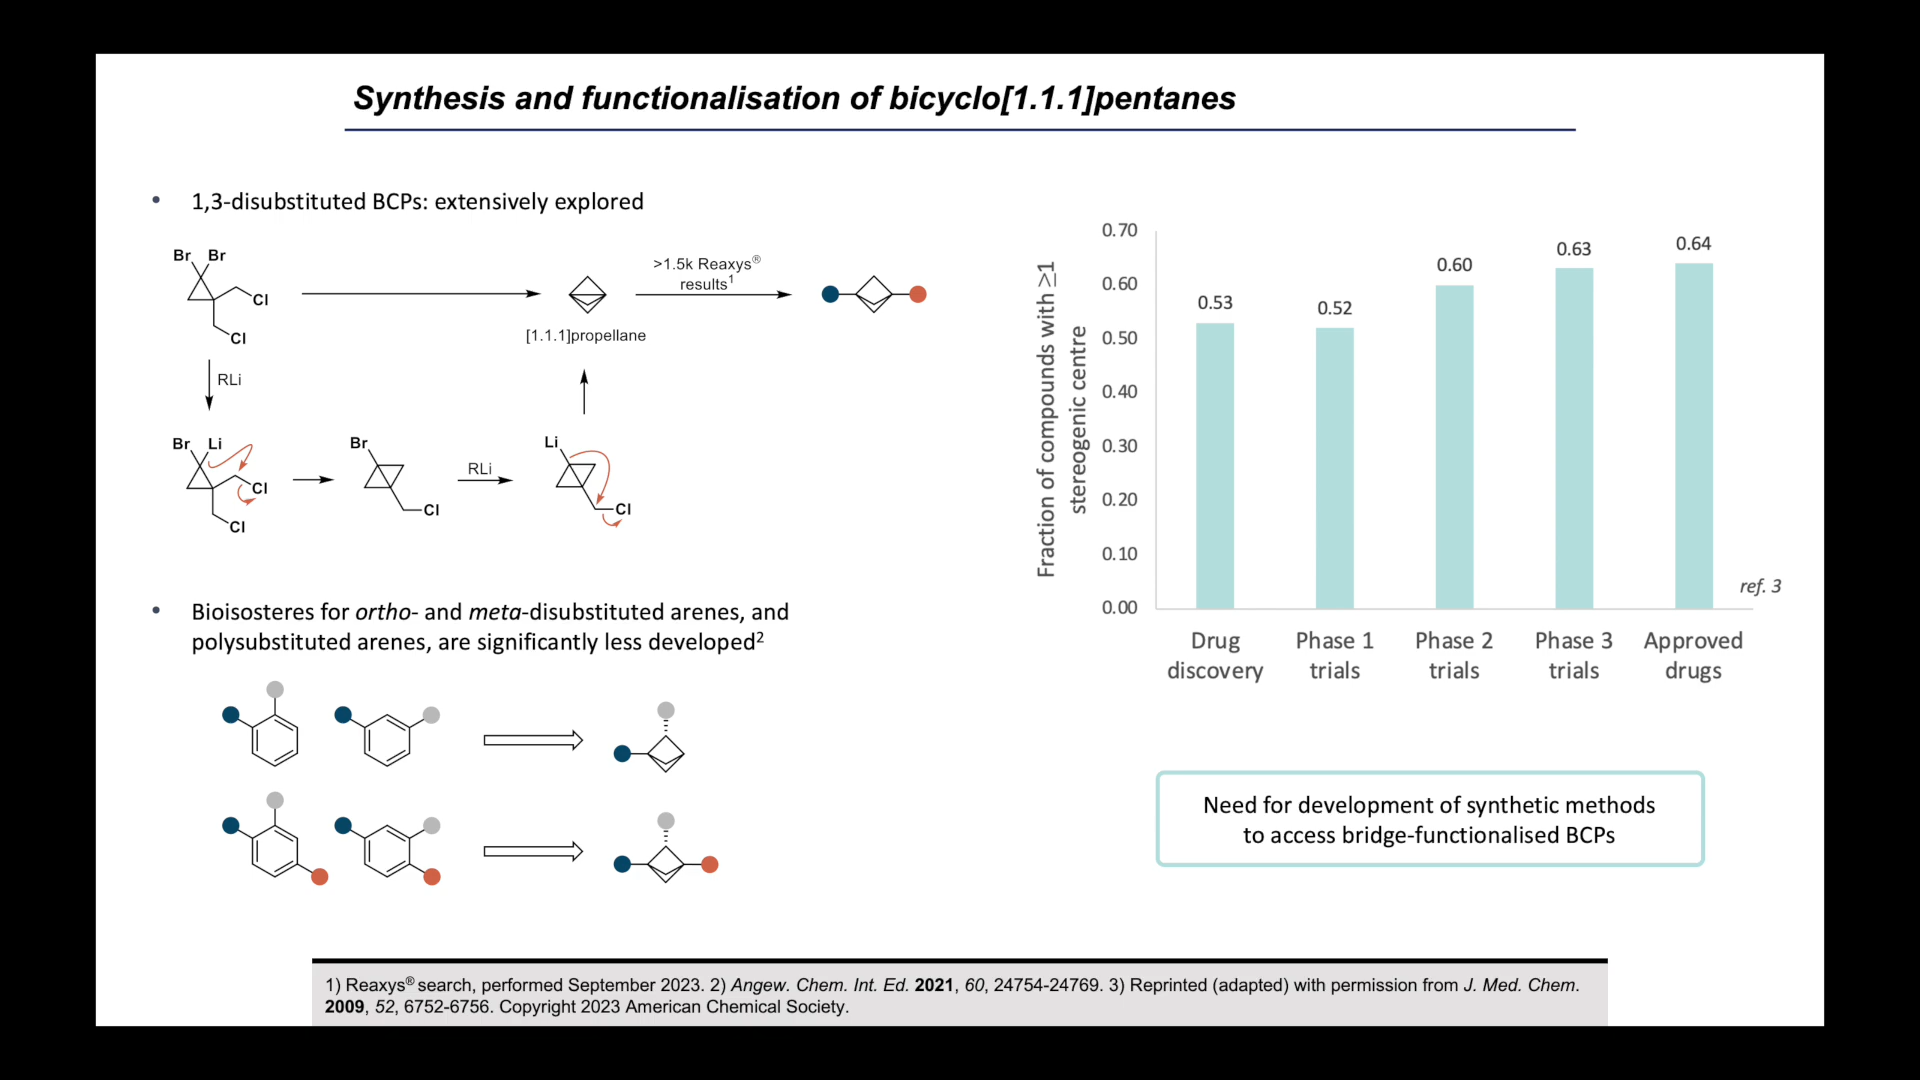 Synthesis and functionalisation of bicyclo[1.1.1]pentanes
• 1,3-disubstituted BCPs: extensively explored
Br Br
Cl
Cl
[1.1.1]propellane
>1.5k Reaxys®
results¹
RLi
Br Li
Cl
Cl
Br
Cl
RLi
Li
Cl
• Bioisosteres for ortho- and meta-disubstituted arenes, and
polysubstituted arenes, are significantly less developed²
Fraction of compounds with ≥1
stereogenic centre
0.70
0.60
0.50
0.40
0.30
0.20
0.10
0.00
0.53
0.52
0.60
0.63
0.64
ref. 3
Drug
discovery
Phase 1
trials
Phase 2
trials
Phase 3
trials
Approved
drugs
Need for development of synthetic methods
to access bridge-functionalised BCPs
1) Reaxys® search, performed September 2023. 2) Angew. Chem. Int. Ed. 2021, 60, 24754-24769. 3) Reprinted (adapted) with permission from J. Med. Chem.
2009, 52, 6752-6756. Copyright 2023 American Chemical Society.